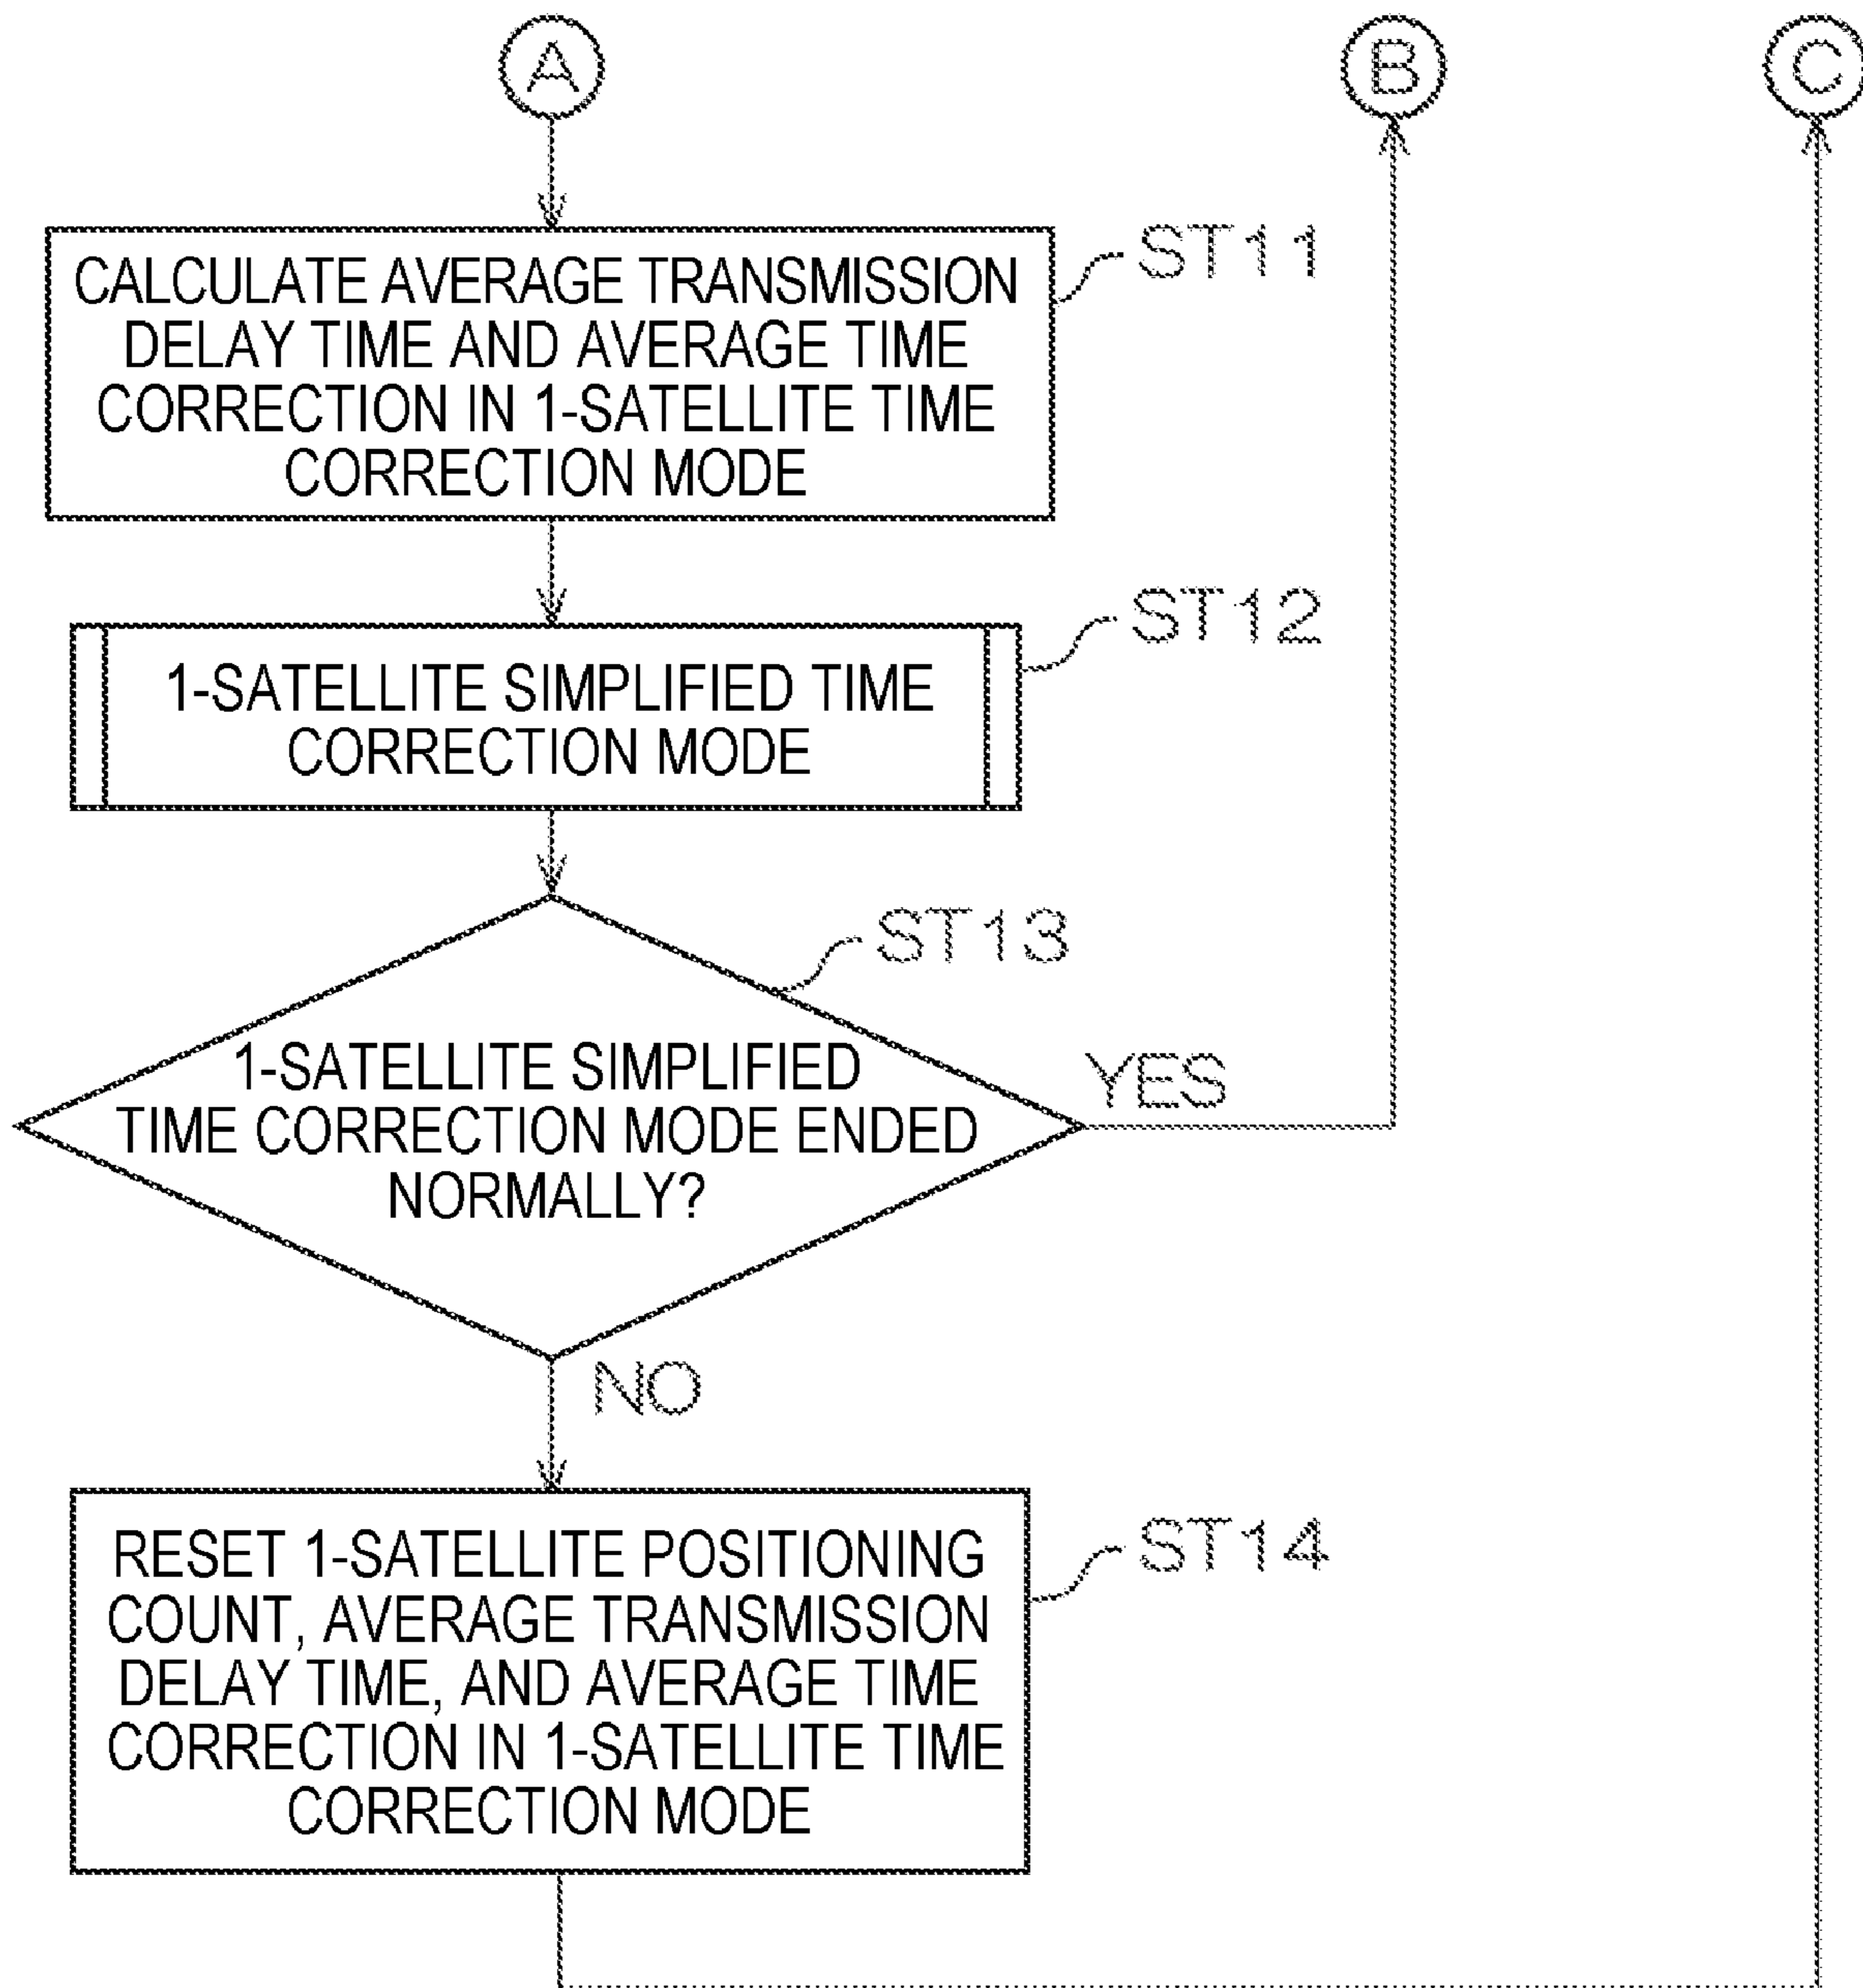 A
B
C
ST11
CALCULATE AVERAGE TRANSMISSION
DELAY TIME AND AVERAGE TIME
CORRECTION IN 1-SATELLITE TIME
CORRECTION MODE
ST12
1-SATELLITE SIMPLIFIED TIME
CORRECTION MODE
ST13
1-SATELLITE SIMPLIFIED
TIME CORRECTION MODE ENDED
NORMALLY?
YES
NO
ST14
RESET 1-SATELLITE POSITIONING
COUNT, AVERAGE TRANSMISSION
DELAY TIME, AND AVERAGE TIME
CORRECTION IN 1-SATELLITE TIME
CORRECTION MODE